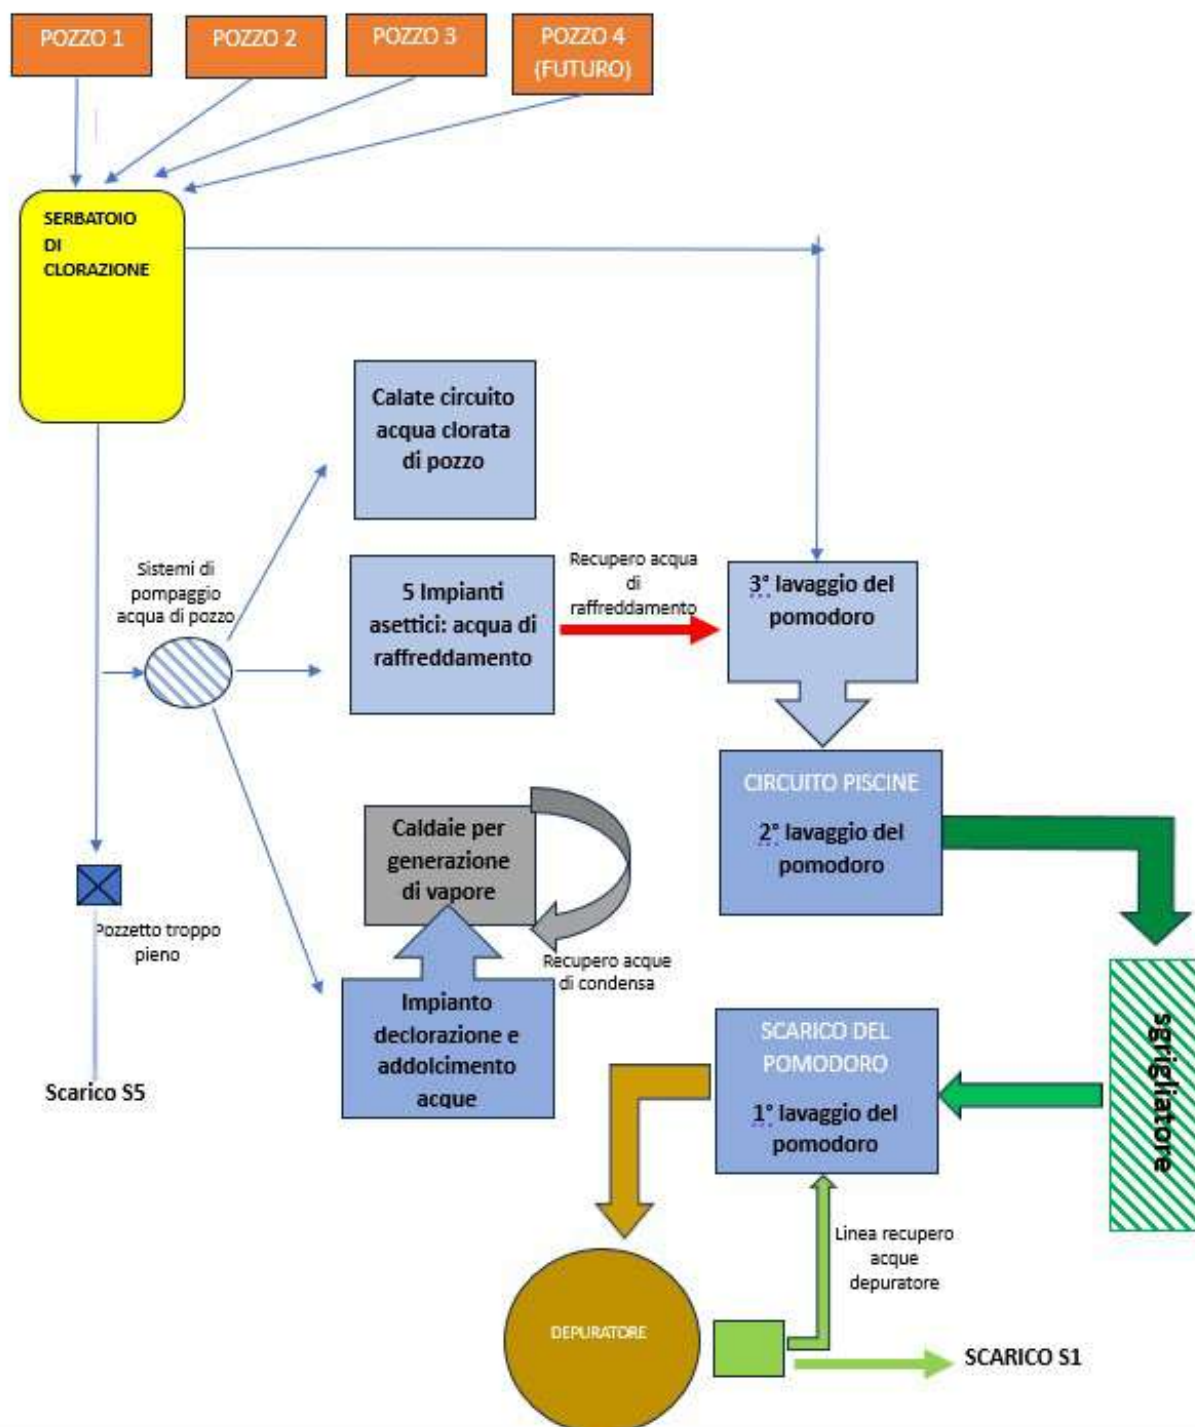 POZZO 1
POZZO 2
POZZO 3
POZZO 4
(FUTURO)
SERBATOIO
DI
CLORAZIONE
Calate circuito
acqua clorata
di pozzo
Sistemi di
pompaggio
acqua di pozzo
5 Impianti
asettici: acqua di
raffreddamento
Recupero acqua
di
raffreddamento
3° lavaggio del
pomodoro
CIRCUITO PISCINE
2° lavaggio del
pomodoro
Caldaie per
generazione
di vapore
Pozzetto troppo
pieno
Recupero acque
di condensa
Impianto
declorazione e
addolcimento
acque
Scarico S5
sgrigliatore
SCARICO DEL
POMODORO
1° lavaggio del
pomodoro
Linea recupero
acque
depuratore
DEPURATORE
SCARICO S1